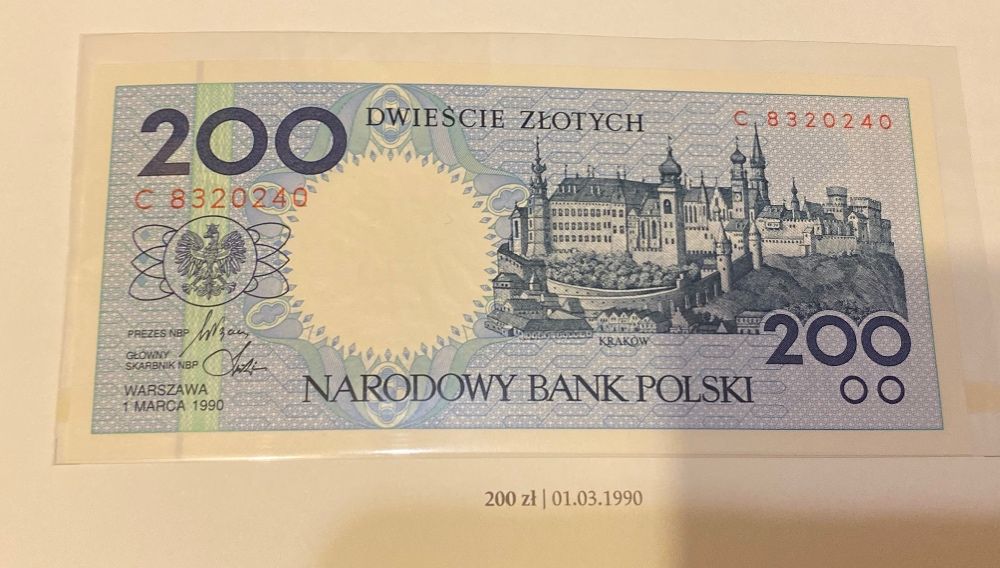 200
DWIEŚCIE ZŁOTYCH
C 8320240
C 8320240
PREZES NBP
GŁÓWNY
SKARBNIK NBP
WARSZAWA
1 MARCA 1990
KRAKÓW
NARODOWY BANK POLSKI
200
200 zł | 01.03.1990